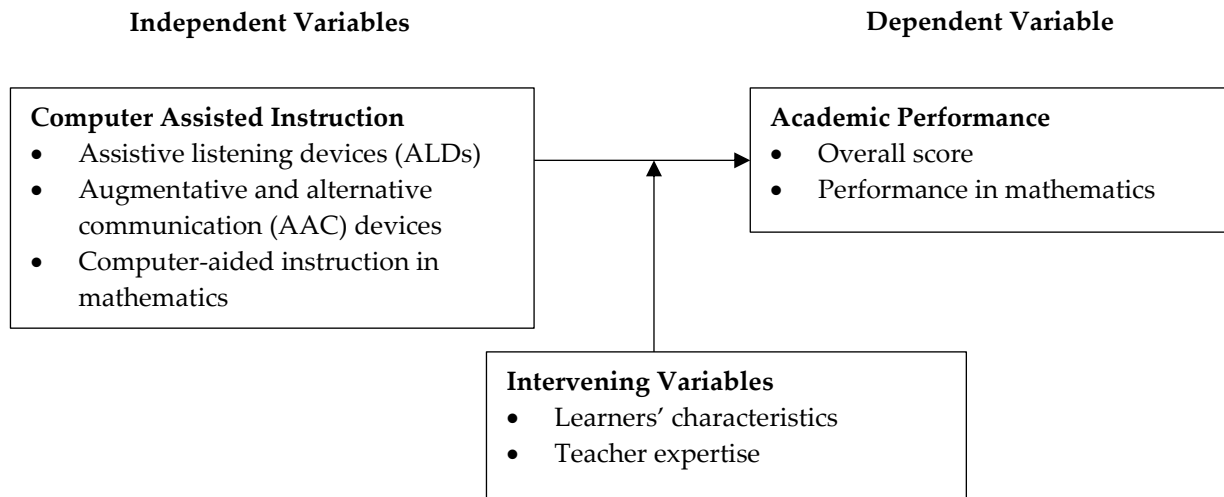 Independent Variables
Dependent Variable
Computer Assisted Instruction
• Assistive listening devices (ALDs)
• Augmentative and alternative
communication (AAC) devices
• Computer-aided instruction in
mathematics
Academic Performance
• Overall score
• Performance in mathematics
Intervening Variables
• Learners’ characteristics
• Teacher expertise